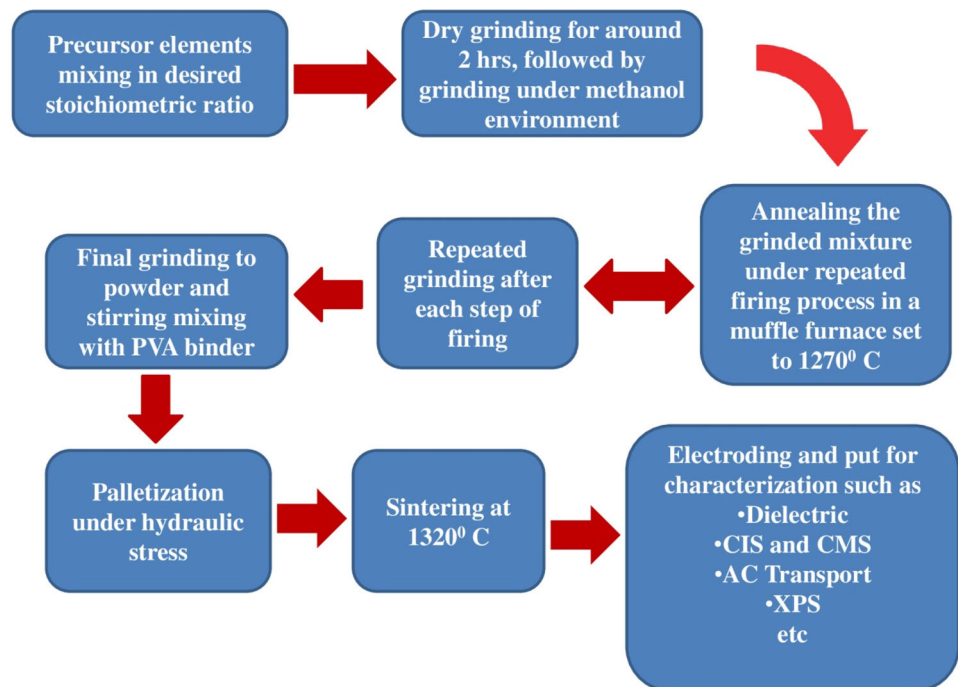 Precursor elements
mixing in desired
stoichiometric ratio
Dry grinding for around
2 hrs, followed by
grinding under methanol
environment
Annealing the
grinded mixture
under repeated
firing process in a
muffle furnace set
to 1270⁰ C
Repeated
grinding after
each step of
firing
Final grinding to
powder and
stirring mixing
with PVA binder
Palletization
under hydraulic
stress
Sintering at
1320⁰ C
Electroding and put for
characterization such as
•Dielectric
•CIS and CMS
•AC Transport
•XPS
etc